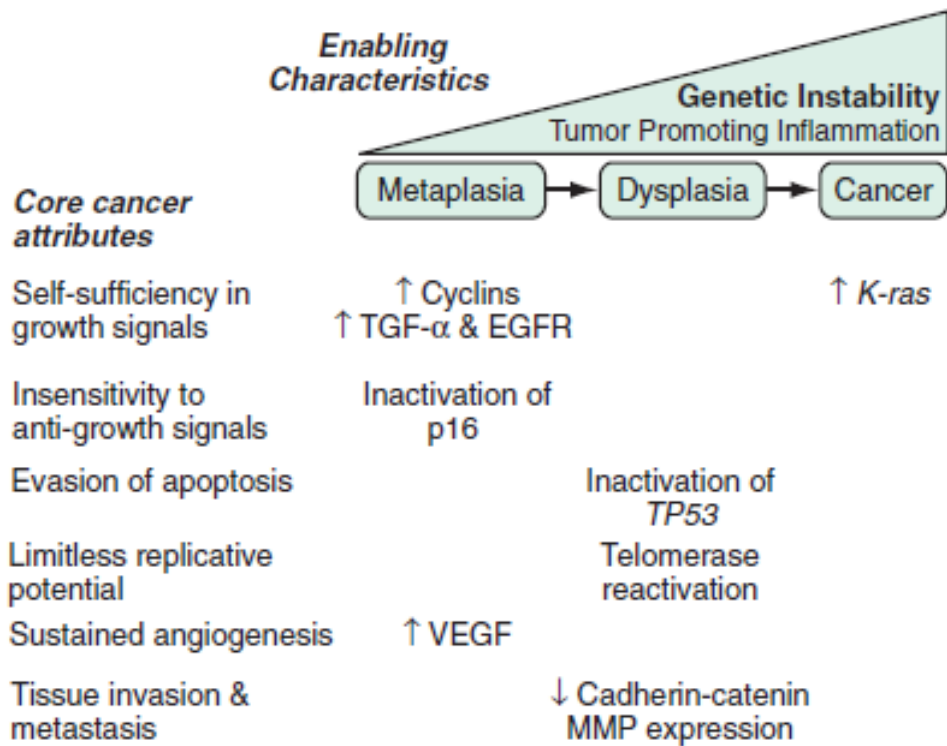 Enabling
Characteristics
Genetic Instability
Tumor Promoting Inflammation
Metaplasia
Dysplasia
Cancer
Core cancer
attributes
Self-sufficiency in
growth signals
↑ Cyclins
↑ TGF-α & EGFR
↑ K-ras
Insensitivity to
anti-growth signals
Inactivation of
p16
Evasion of apoptosis
Inactivation of
TP53
Limitless replicative
potential
Telomerase
reactivation
Sustained angiogenesis
↑ VEGF
Tissue invasion &
metastasis
↓ Cadherin-catenin
MMP expression